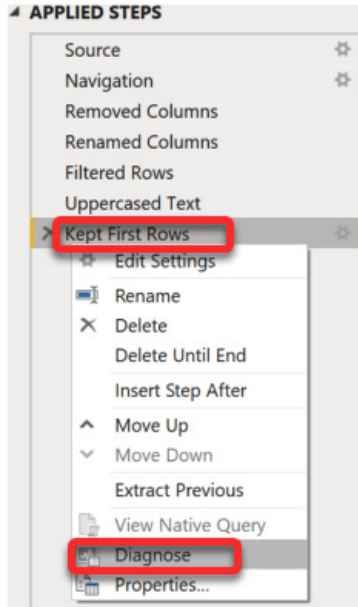 APPLIED STEPS
Source
Navigation
Removed Columns
Renamed Columns
Filtered Rows
Uppercased Text
Kept First Rows
Edit Settings
Rename
Delete
Delete Until End
Insert Step After
Move Up
Move Down
Extract Previous
View Native Query
Diagnose
Properties...